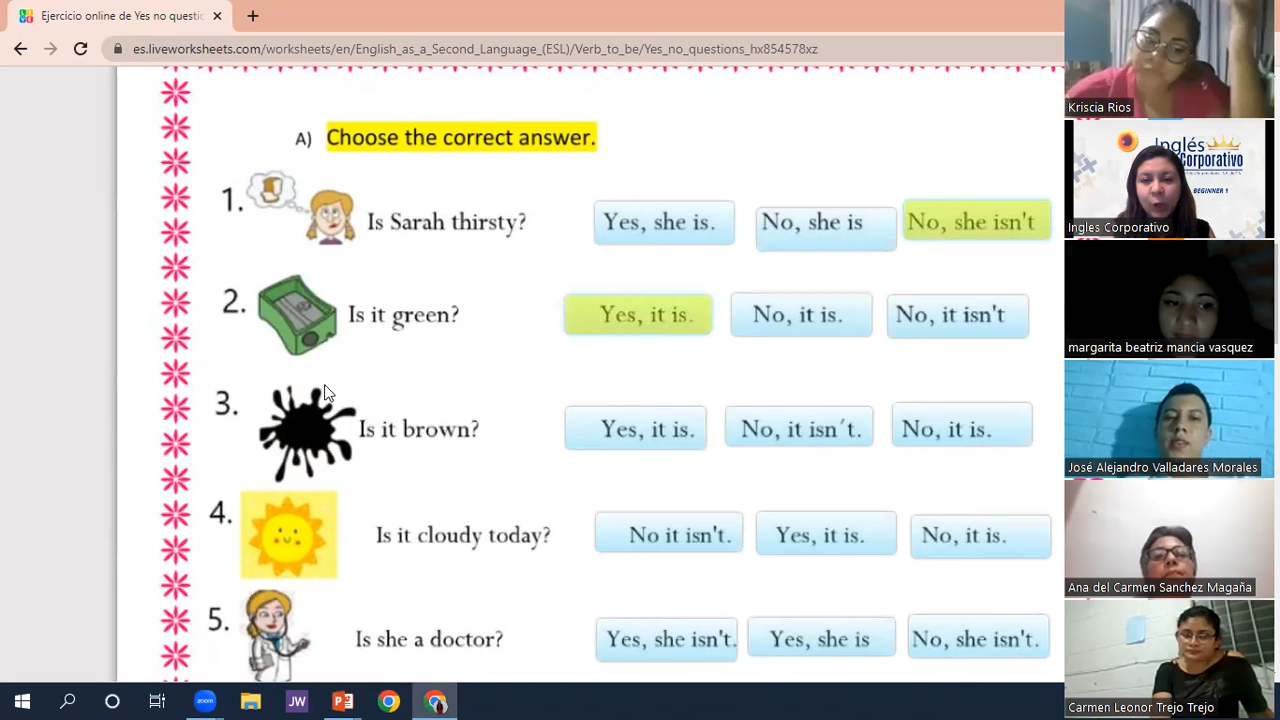 Ejercicio online de Yes no questic
es.liveworksheets.com/worksheets/en/English_as_a_Second_Language_(ESL)/Verb_to_be/Yes_no_questions_hx854578xz
A) Choose the correct answer.
1. Is Sarah thirsty? Yes, she is. No, she is No, she isn't
2. Is it green? Yes, it is. No, it is. No, it isn't
3. Is it brown? Yes, it is. No, it isn´t. No, it is.
4. Is it cloudy today? No it isn't. Yes, it is. No, it is.
5. Is she a doctor? Yes, she isn't. Yes, she is No, she isn't.
Kriscia Rios
Inglés
Corporativo
BEGINNER 1
Ingles Corporativo
margarita beatriz mancia vasquez
José Alejandro Valladares Morales
Ana del Carmen Sanchez Magaña
Carmen Leonor Trejo Trejo
zoom
JW